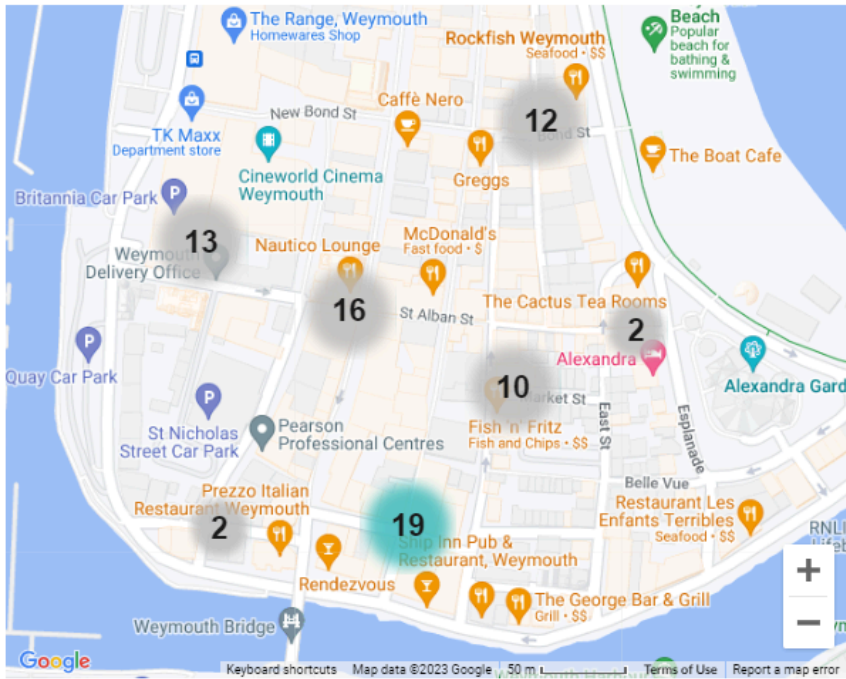 The Range, Weymouth
Homewares Shop
Beach
Popular
beach for
bathing &
swimming
Rockfish Weymouth
Seafood • $$
Caffè Nero
New Bond St
12
Bond St
TK Maxx
Department store
Cineworld Cinema
Weymouth
Greggs
The Boat Cafe
Britannia Car Park
P
13
Weymouth
Delivery Office
Nautico Lounge
McDonald's
Fast food • $
16
St Alban St
The Cactus Tea Rooms
2
Alexandra
P
Quay Car Park
10
Market St
Alexandra Gard
P
St Nicholas
Street Car Park
Pearson
Professional Centres
Fish 'n' Fritz
Fish and Chips • $$
East St
Esplanade
Belle Vue
Prezzo Italian
Restaurant Weymouth
2
19
Restaurant Les
Enfants Terribles
Seafood • $$
RNLI
Ship Inn Pub &
Restaurant, Weymouth
Rendezvous
The George Bar & Grill
Grill • $$
Weymouth Bridge
+
−
Google
Keyboard shortcuts
Map data ©2023 Google
50 m
Terms of Use
Report a map error